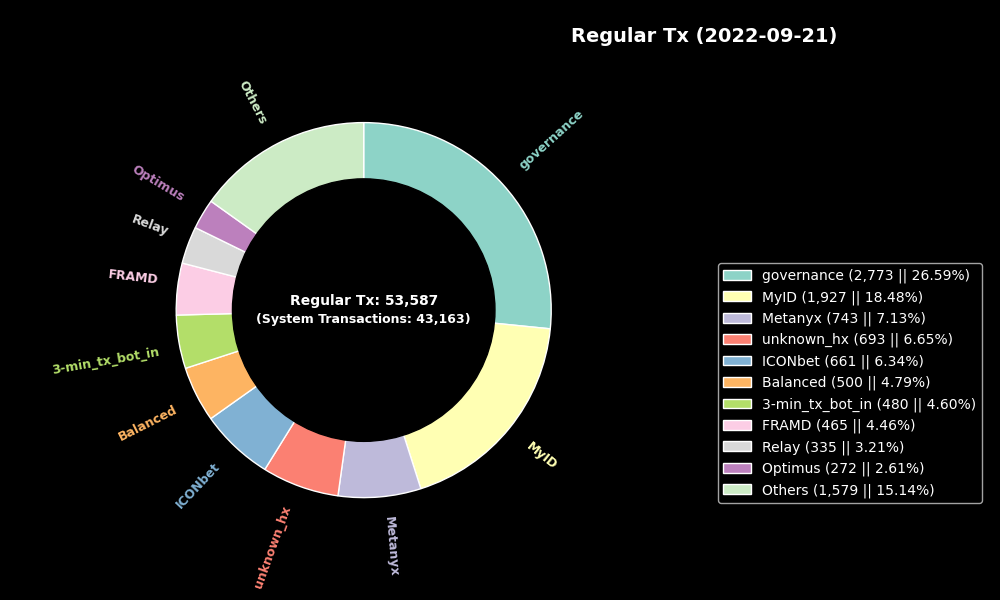 Regular Tx (2022-09-21)
Others
governance
Optimus
Relay
FRAMD
3-min_tx_bot_in
Balanced
ICONbet
unknown_hx
Metanyx
MyID
Regular Tx: 53,587
(System Transactions: 43,163)
governance (2,773 || 26.59%)
MyID (1,927 || 18.48%)
Metanyx (743 || 7.13%)
unknown_hx (693 || 6.65%)
ICONbet (661 || 6.34%)
Balanced (500 || 4.79%)
3-min_tx_bot_in (480 || 4.60%)
FRAMD (465 || 4.46%)
Relay (335 || 3.21%)
Optimus (272 || 2.61%)
Others (1,579 || 15.14%)